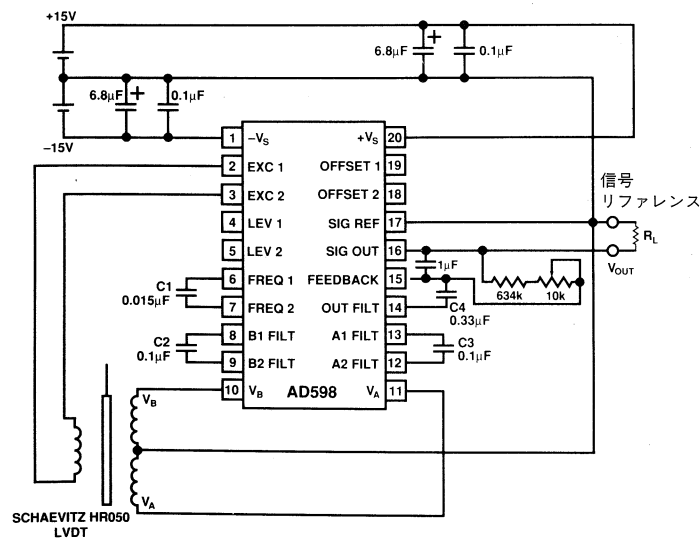 +15V
6.8μF
+
0.1μF
6.8μF
+
0.1μF
−15V
1 −VS
+VS 20
2 EXC 1
OFFSET 1 19
3 EXC 2
OFFSET 2 18
4 LEV 1
SIG REF 17
5 LEV 2
SIG OUT 16
6 FREQ 1
FEEDBACK 15
7 FREQ 2
OUT FILT 14
8 B1 FILT
A1 FILT 13
9 B2 FILT
A2 FILT 12
10 VB
AD598
VA 11
信号
リファレンス
RL
VOUT
1μF
634k
10k
C1
0.015μF
C4
0.33μF
C2
0.1μF
C3
0.1μF
VB
VA
SCHAEVITZ HR050
LVDT